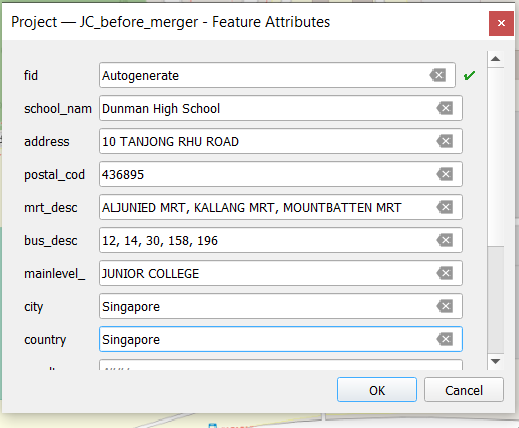 Project — JC_before_merger - Feature Attributes
fid Autogenerate
school_nam Dunman High School
address 10 TANJONG RHU ROAD
postal_cod 436895
mrt_desc ALJUNIED MRT, KALLANG MRT, MOUNTBATTEN MRT
bus_desc 12, 14, 30, 158, 196
mainlevel_ JUNIOR COLLEGE
city Singapore
country Singapore
OK Cancel